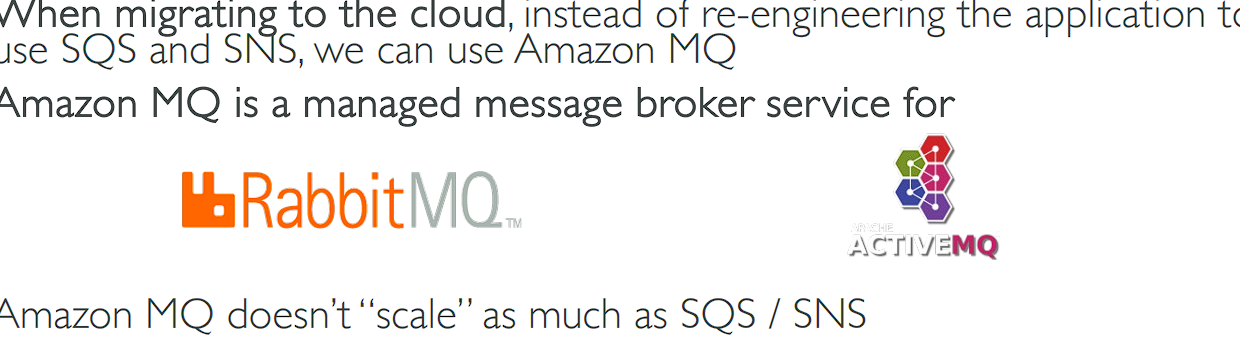 When migrating to the cloud, instead of re-engineering the application to
use SQS and SNS, we can use Amazon MQ
Amazon MQ is a managed message broker service for
RabbitMQ™
APACHE
ACTIVEMQ
Amazon MQ doesn't “scale” as much as SQS / SNS